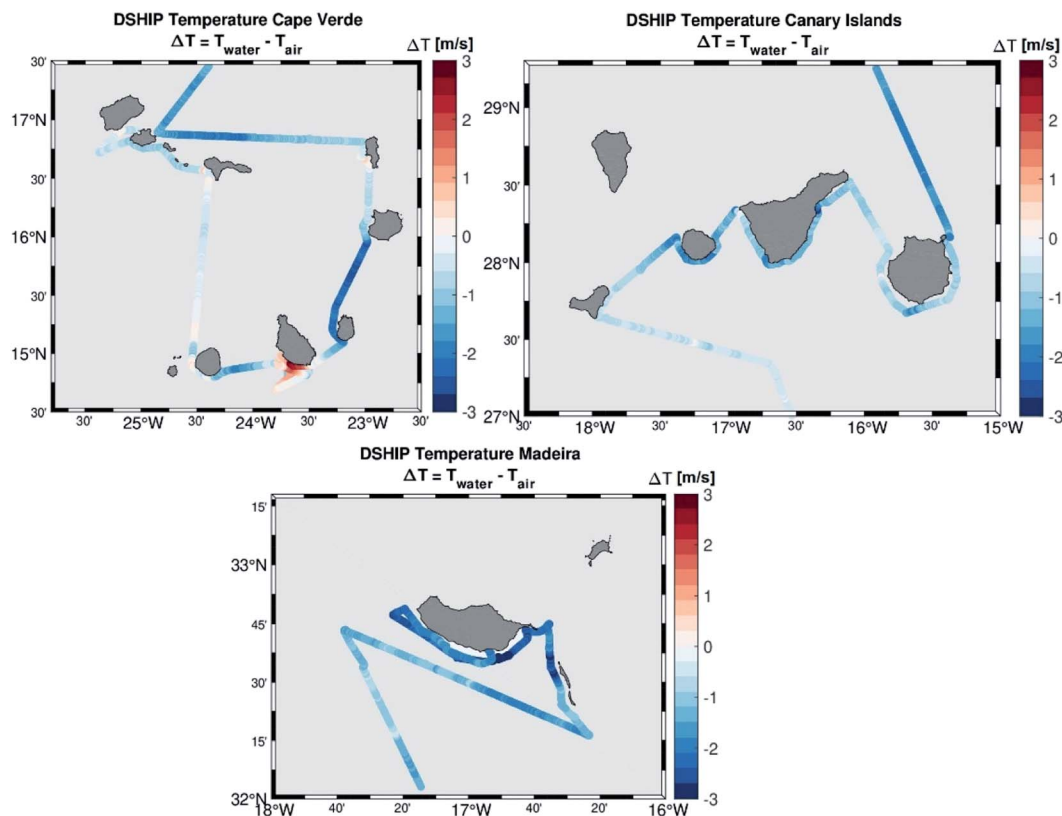 DSHIP Temperature Cape Verde
ΔT = T_water - T_air
ΔT [m/s]
30'
17°N
30'
16°N
30'
15°N
30'
25°W
30'
24°W
30'
23°W
30'
3
2
1
0
-1
-2
-3
DSHIP Temperature Canary Islands
ΔT = T_water - T_air
ΔT [m/s]
29°N
30'
28°N
30'
27°N
30'
18°W
30'
17°W
30'
16°W
30'
15°W
3
2
1
0
-1
-2
-3
DSHIP Temperature Madeira
ΔT = T_water - T_air
ΔT [m/s]
15'
33°N
45'
30'
15'
32°N
18°W
40'
20'
17°W
40'
20'
16°W
3
2
1
0
-1
-2
-3